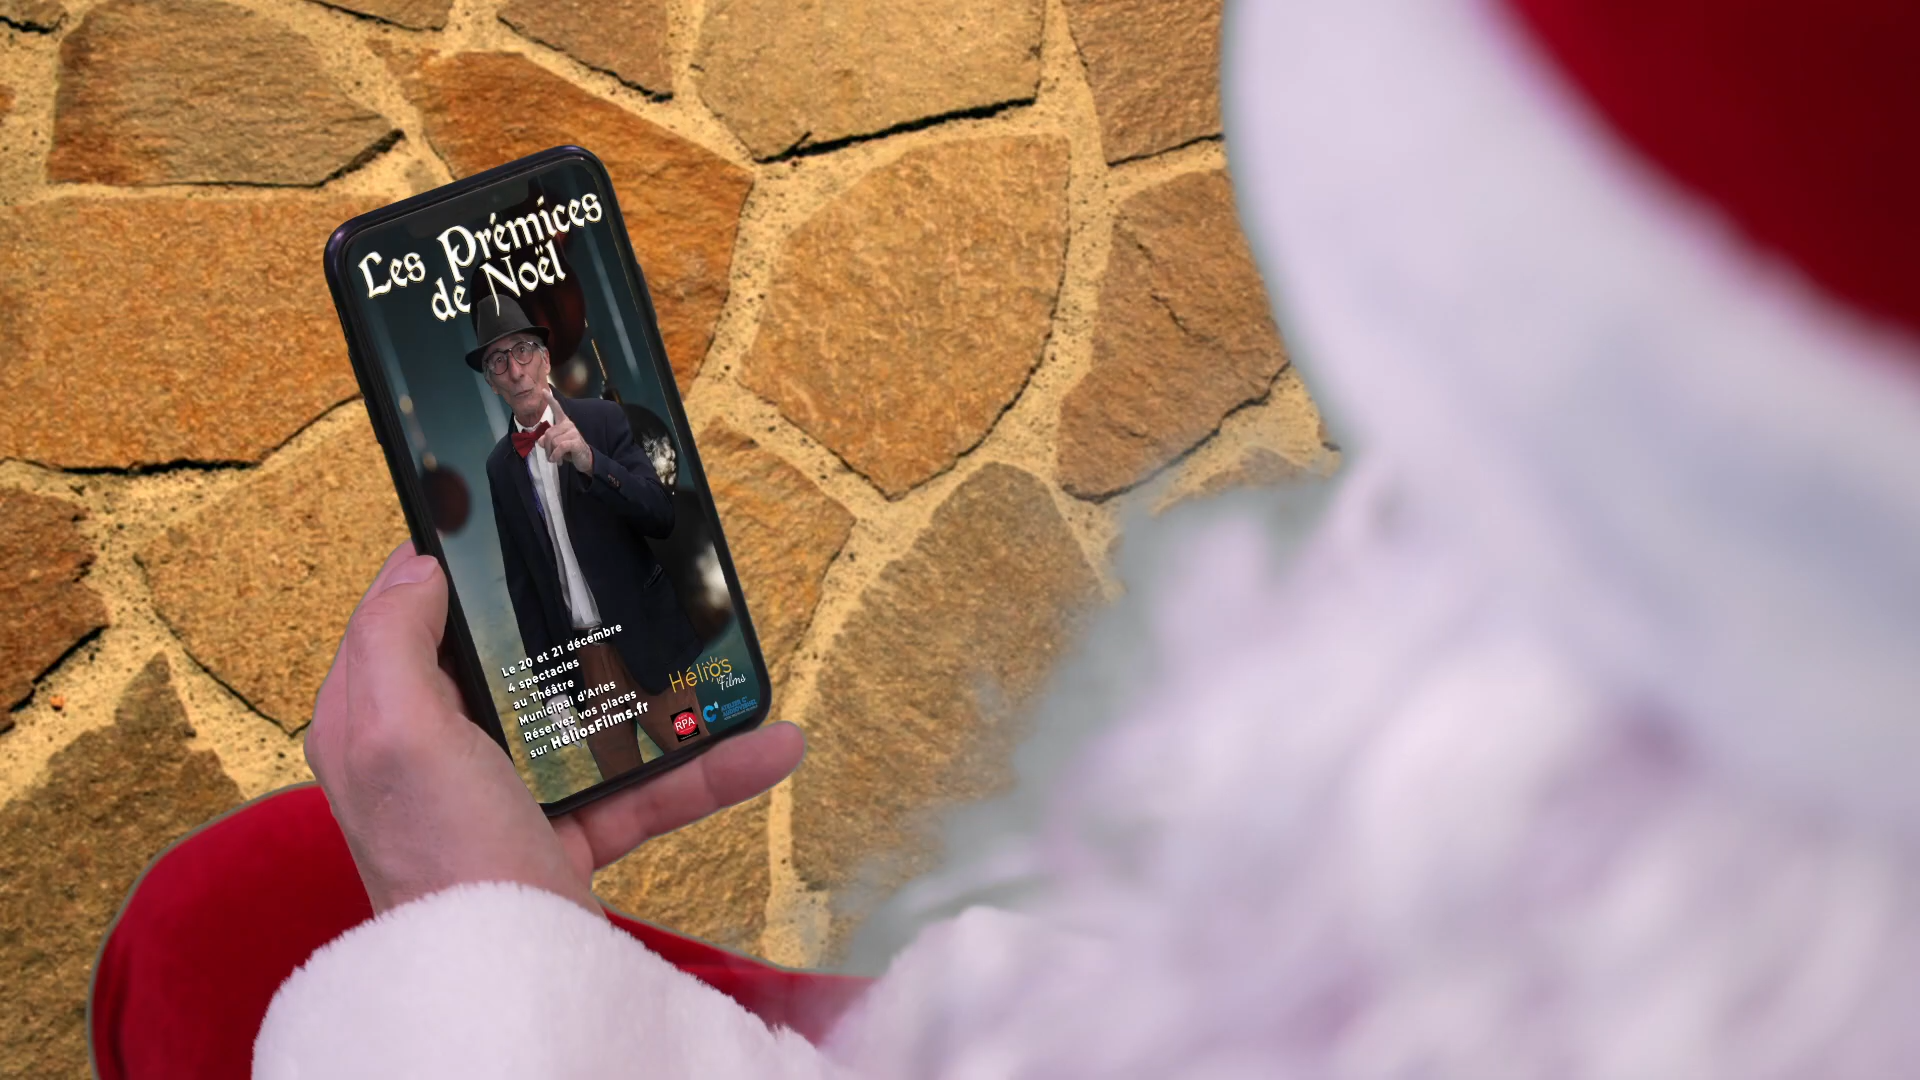 Les Prémices
de Noël
Le 20 et 21 décembre
4 spectacles
au Théâtre
Municipal d'Arles
Réservez vos places
sur HéliosFilms.fr
Hélios
Films
RPA